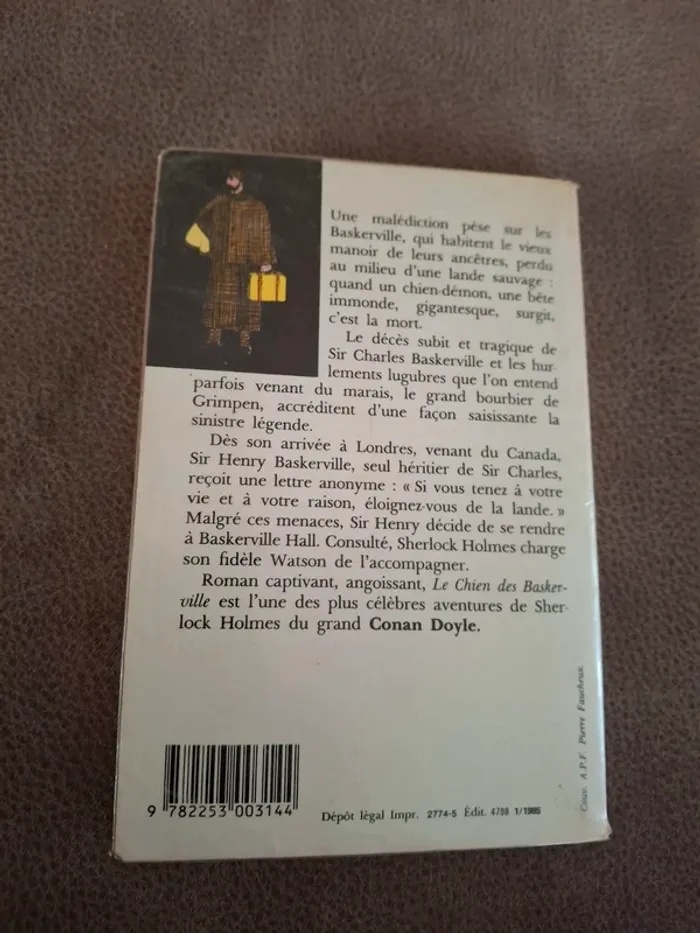 Une malédiction pèse sur les
Baskerville, qui habitent le vieux
manoir de leurs ancêtres, perdu
au milieu d'une lande sauvage :
quand un chien-démon, une bête
immonde, gigantesque, surgit,
c'est la mort.
Le décès subit et tragique de
Sir Charles Baskerville et les hur-
lements lugubres que l'on entend
parfois venant du marais, le grand bourbier de
Grimpen, accréditent d'une façon saisissante la
sinistre légende.
Dès son arrivée à Londres, venant du Canada,
Sir Henry Baskerville, seul héritier de Sir Charles,
reçoit une lettre anonyme : « Si vous tenez à votre
vie et à votre raison, éloignez-vous de la lande. »
Malgré ces menaces, Sir Henry décide de se rendre
à Baskerville Hall. Consulté, Sherlock Holmes charge
son fidèle Watson de l'accompagner.
Roman captivant, angoissant, Le Chien des Basker-
ville est l'une des plus célèbres aventures de Sher-
lock Holmes du grand Conan Doyle.
Couv. A.P.F. Pierre Faucheux.
9 782253 003144
Dépôt légal Impr. 2774-5 Édit. 4798 1/1985